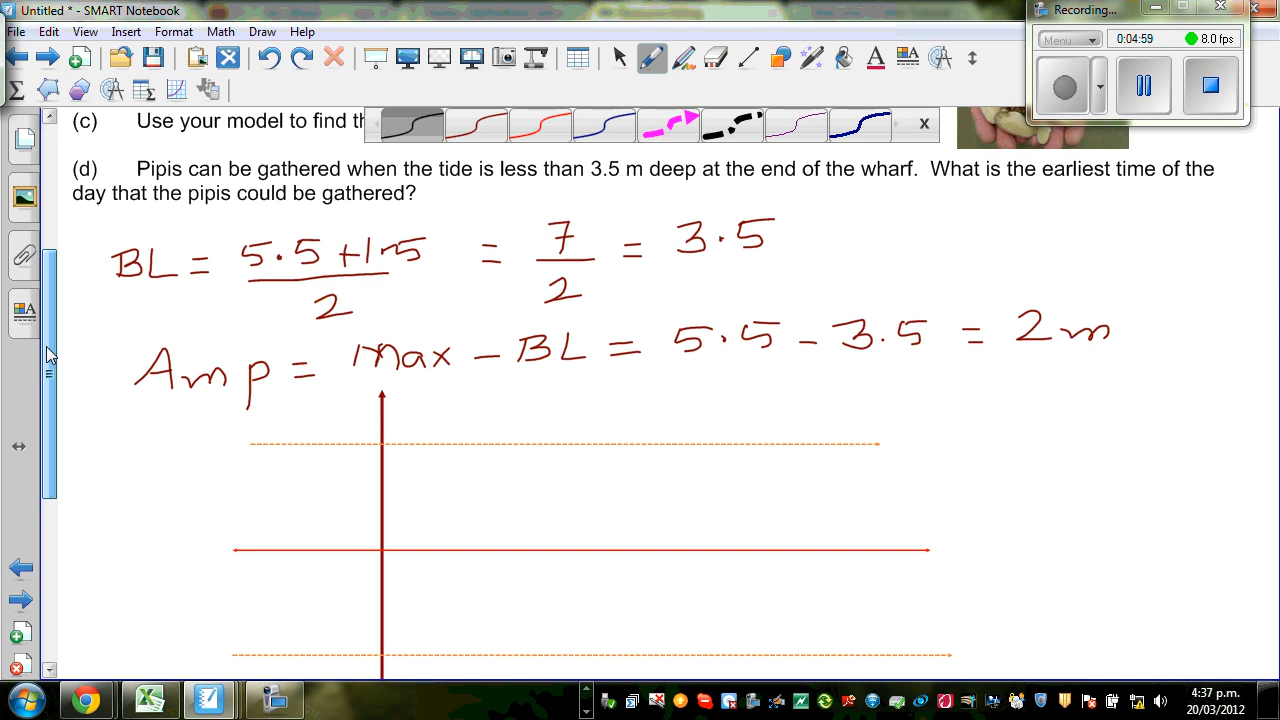 Untitled * - SMART Notebook
Recording...
File Edit View Insert Format Math Draw Help
Menu 0:04:59 8.0 fps
(c) Use your model to find th
x
(d) Pipis can be gathered when the tide is less than 3.5 m deep at the end of the wharf. What is the earliest time of the
day that the pipis could be gathered?
BL = 5.5 + 1.5 / 2 = 7 / 2 = 3.5
Amp = max - BL = 5.5 - 3.5 = 2 m
4:37 p.m.
20/03/2012